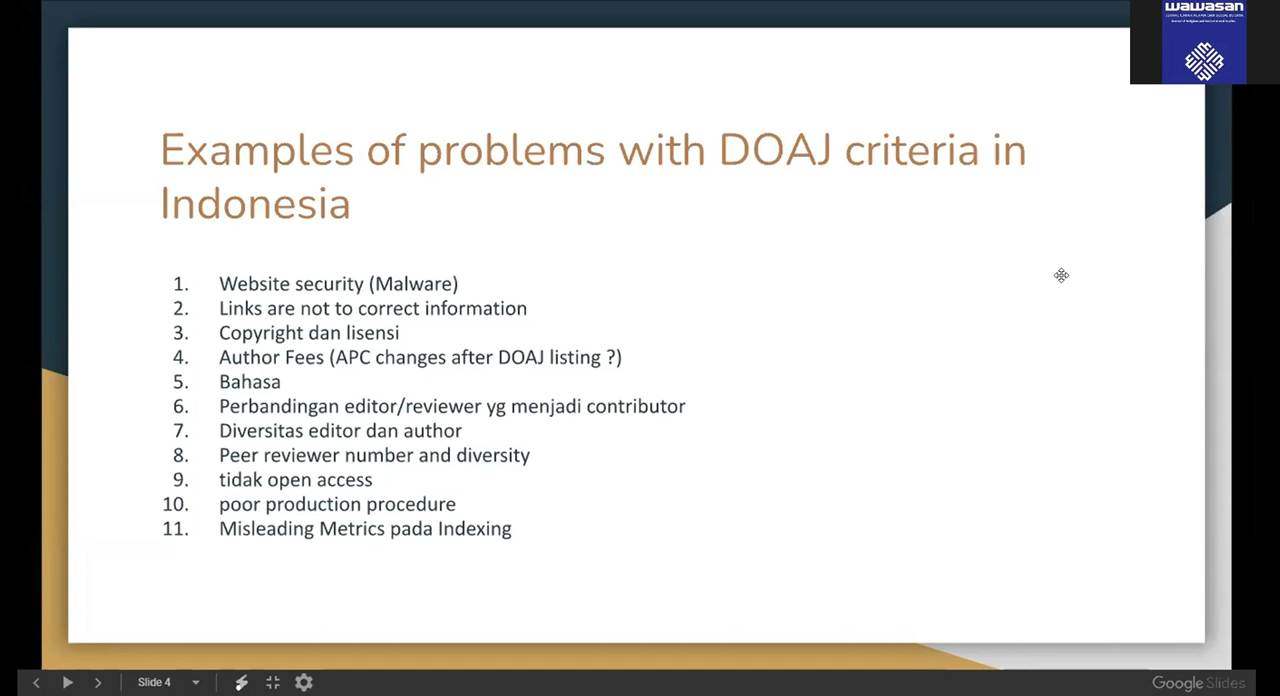 wawasan
Examples of problems with DOAJ criteria in
Indonesia
1. Website security (Malware)
2. Links are not to correct information
3. Copyright dan lisensi
4. Author Fees (APC changes after DOAJ listing ?)
5. Bahasa
6. Perbandingan editor/reviewer yg menjadi contributor
7. Diversitas editor dan author
8. Peer reviewer number and diversity
9. tidak open access
10. poor production procedure
11. Misleading Metrics pada Indexing
Slide 4
Google Slides